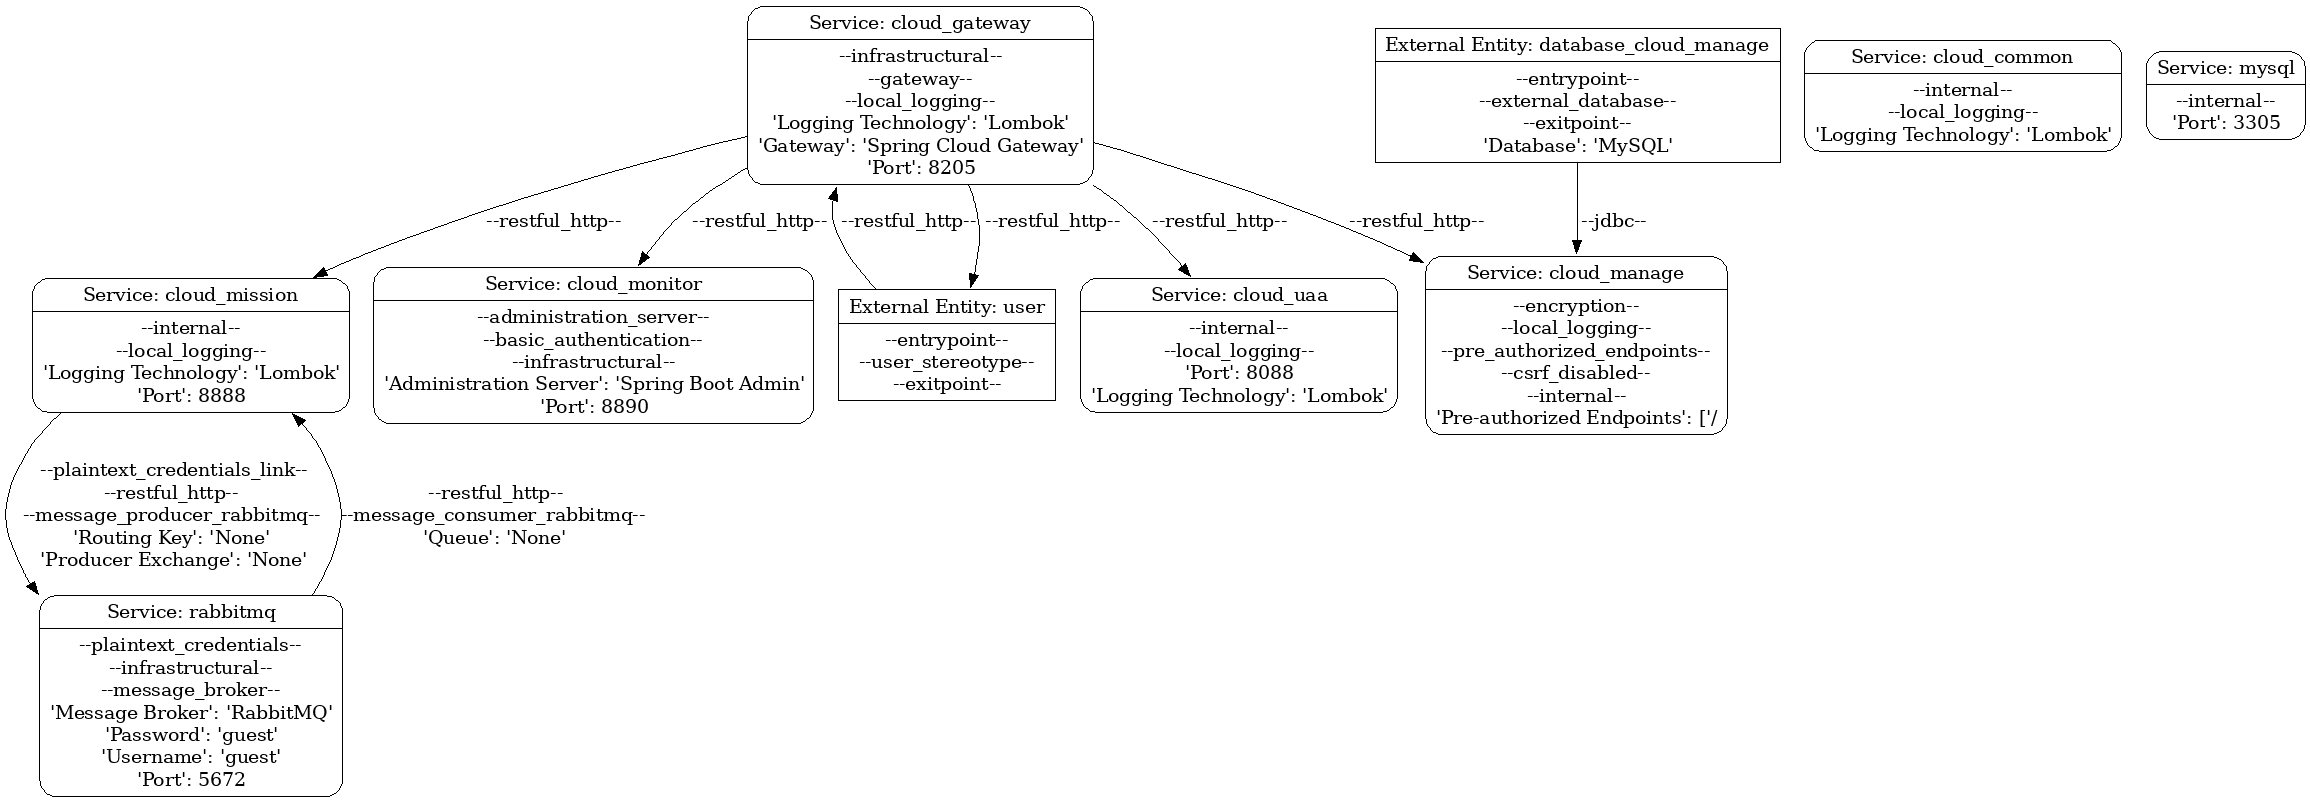 Service: cloud_gateway
--infrastructural--
--gateway--
--local_logging--
'Logging Technology': 'Lombok'
'Gateway': 'Spring Cloud Gateway'
'Port': 8205
External Entity: database_cloud_manage
--entrypoint--
--external_database--
--exitpoint--
'Database': 'MySQL'
Service: cloud_common
--internal--
--local_logging--
'Logging Technology': 'Lombok'
Service: mysql
--internal--
'Port': 3305
--restful_http--
--restful_http--
--restful_http--
--restful_http--
--restful_http--
--restful_http--
--jdbc--
Service: cloud_mission
--internal--
--local_logging--
'Logging Technology': 'Lombok'
'Port': 8888
Service: cloud_monitor
--administration_server--
--basic_authentication--
--infrastructural--
'Administration Server': 'Spring Boot Admin'
'Port': 8890
External Entity: user
--entrypoint--
--user_stereotype--
--exitpoint--
Service: cloud_uaa
--internal--
--local_logging--
'Port': 8088
'Logging Technology': 'Lombok'
Service: cloud_manage
--encryption--
--local_logging--
--pre_authorized_endpoints--
--csrf_disabled--
--internal--
'Pre-authorized Endpoints': ['/
--plaintext_credentials_link--
--restful_http--
--message_producer_rabbitmq--
'Routing Key': 'None'
'Producer Exchange': 'None'
--restful_http--
--message_consumer_rabbitmq--
'Queue': 'None'
Service: rabbitmq
--plaintext_credentials--
--infrastructural--
--message_broker--
'Message Broker': 'RabbitMQ'
'Password': 'guest'
'Username': 'guest'
'Port': 5672